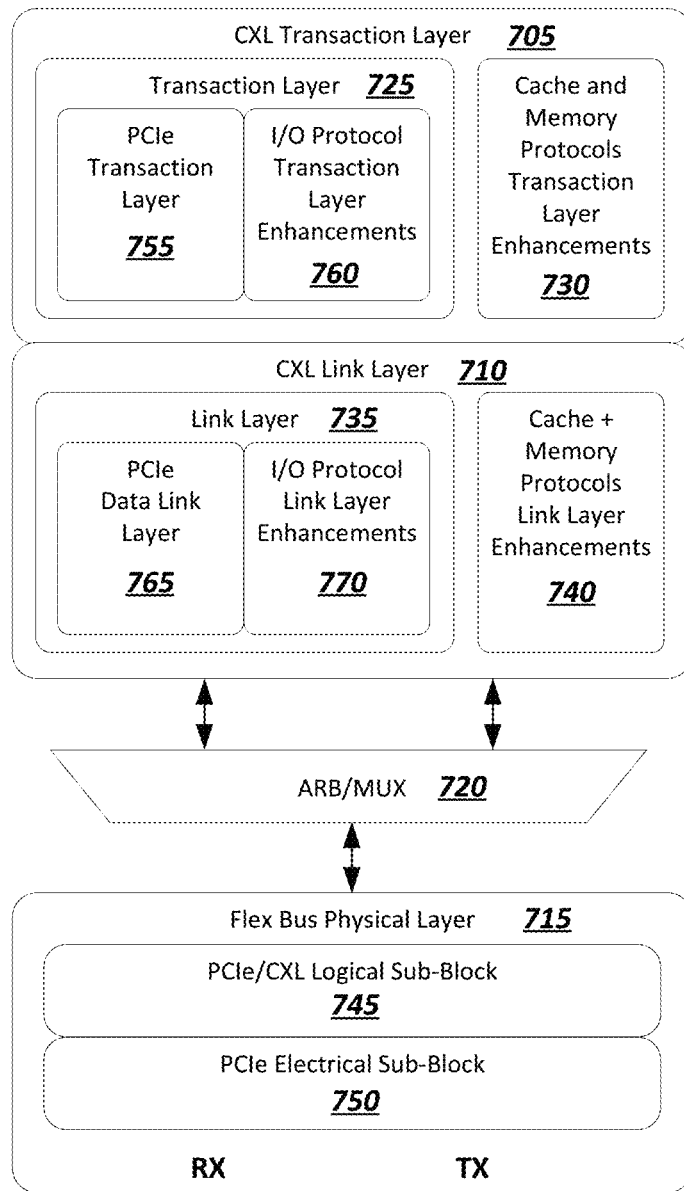 CXL Transaction Layer 705
Transaction Layer 725
PCIe
Transaction
Layer
755
I/O Protocol
Transaction
Layer
Enhancements
760
Cache and
Memory
Protocols
Transaction
Layer
Enhancements
730
CXL Link Layer 710
Link Layer 735
PCIe
Data Link
Layer
765
I/O Protocol
Link Layer
Enhancements
770
Cache +
Memory
Protocols
Link Layer
Enhancements
740
ARB/MUX 720
Flex Bus Physical Layer 715
PCIe/CXL Logical Sub-Block
745
PCIe Electrical Sub-Block
750
RX TX